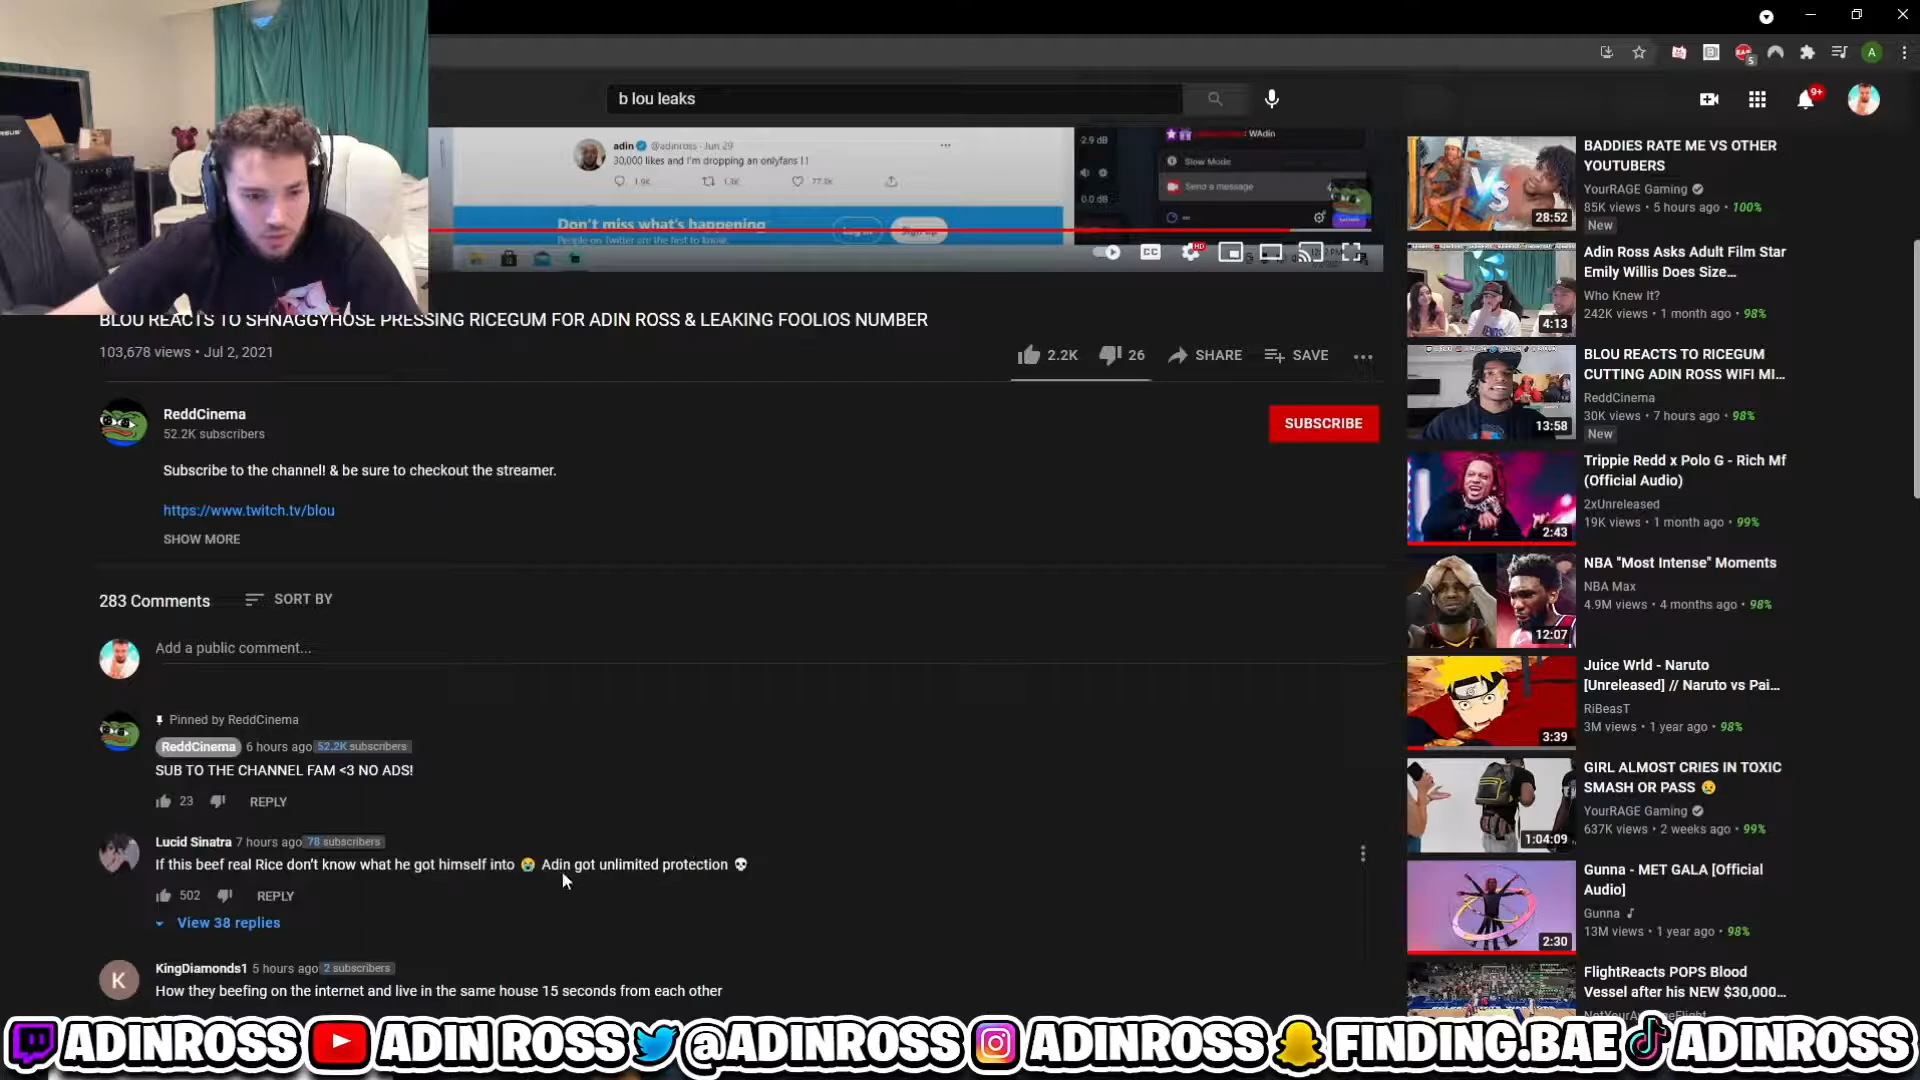 b lou leaks
9+
A
5
adin @adinross · Jun 29
30,000 likes and I'm dropping an onlyfans !!
1.9K 1.3K 77.8K
Don't miss what's happening
People on Twitter are the first to know.
Log in Sign up
2.9 dB
0.0 dB
: WAdin
Slow Mode
Send a message
CC
HD
BLOU REACTS TO SHNAGGYHOSE PRESSING RICEGUM FOR ADIN ROSS & LEAKING FOOLIOS NUMBER
103,678 views • Jul 2, 2021
2.2K 26 SHARE SAVE
ReddCinema
52.2K subscribers
SUBSCRIBE
Subscribe to the channel! & be sure to checkout the streamer.
https://www.twitch.tv/blou
SHOW MORE
283 Comments SORT BY
Add a public comment...
Pinned by ReddCinema
ReddCinema 6 hours ago 52.2K subscribers
SUB TO THE CHANNEL FAM <3 NO ADS!
23 REPLY
Lucid Sinatra 7 hours ago 78 subscribers
If this beef real Rice don't know what he got himself into 😭 Adin got unlimited protection 💀
502 REPLY
View 38 replies
K
KingDiamonds1 5 hours ago 2 subscribers
How they beefing on the internet and live in the same house 15 seconds from each other
BADDIES RATE ME VS OTHER
YOUTUBERS
YourRAGE Gaming
85K views • 5 hours ago • 100%
New
VS
28:52
Adin Ross Asks Adult Film Star
Emily Willis Does Size...
Who Knew It?
242K views • 1 month ago • 98%
4:13
BLOU REACTS TO RICEGUM
CUTTING ADIN ROSS WIFI MI...
ReddCinema
30K views • 7 hours ago • 98%
New
13:58
Trippie Redd x Polo G - Rich Mf
(Official Audio)
2xUnreleased
19K views • 1 month ago • 99%
2:43
NBA "Most Intense" Moments
NBA Max
4.9M views • 4 months ago • 98%
12:07
Juice Wrld - Naruto
[Unreleased] // Naruto vs Pai...
RiBeasT
3M views • 1 year ago • 98%
3:39
GIRL ALMOST CRIES IN TOXIC
SMASH OR PASS 😥
YourRAGE Gaming
637K views • 2 weeks ago • 99%
1:04:09
Gunna - MET GALA [Official
Audio]
Gunna
13M views • 1 year ago • 98%
2:30
FlightReacts POPS Blood
Vessel after his NEW $30,000...
NotYourAverageFlight
ADINROSS ADIN ROSS @ADINROSS ADINROSS FINDING.BAE ADINROSS